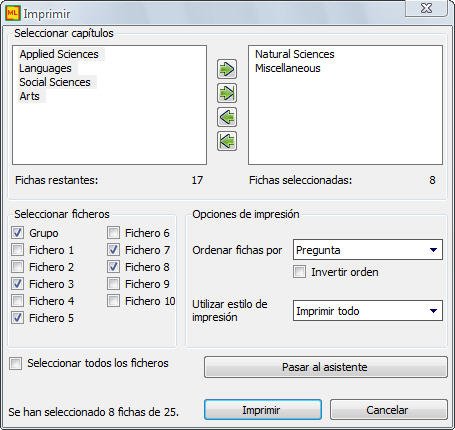 ML Imprimir
Seleccionar capítulos
Applied Sciences
Languages
Social Sciences
Arts
Natural Sciences
Miscellaneous
Fichas restantes: 17
Fichas seleccionadas: 8
Seleccionar ficheros
Grupo
Fichero 1
Fichero 2
Fichero 3
Fichero 4
Fichero 5
Fichero 6
Fichero 7
Fichero 8
Fichero 9
Fichero 10
Opciones de impresión
Ordenar fichas por Pregunta
Invertir orden
Utilizar estilo de
impresión
Imprimir todo
Seleccionar todos los ficheros
Pasar al asistente
Se han seleccionado 8 fichas de 25.
Imprimir
Cancelar